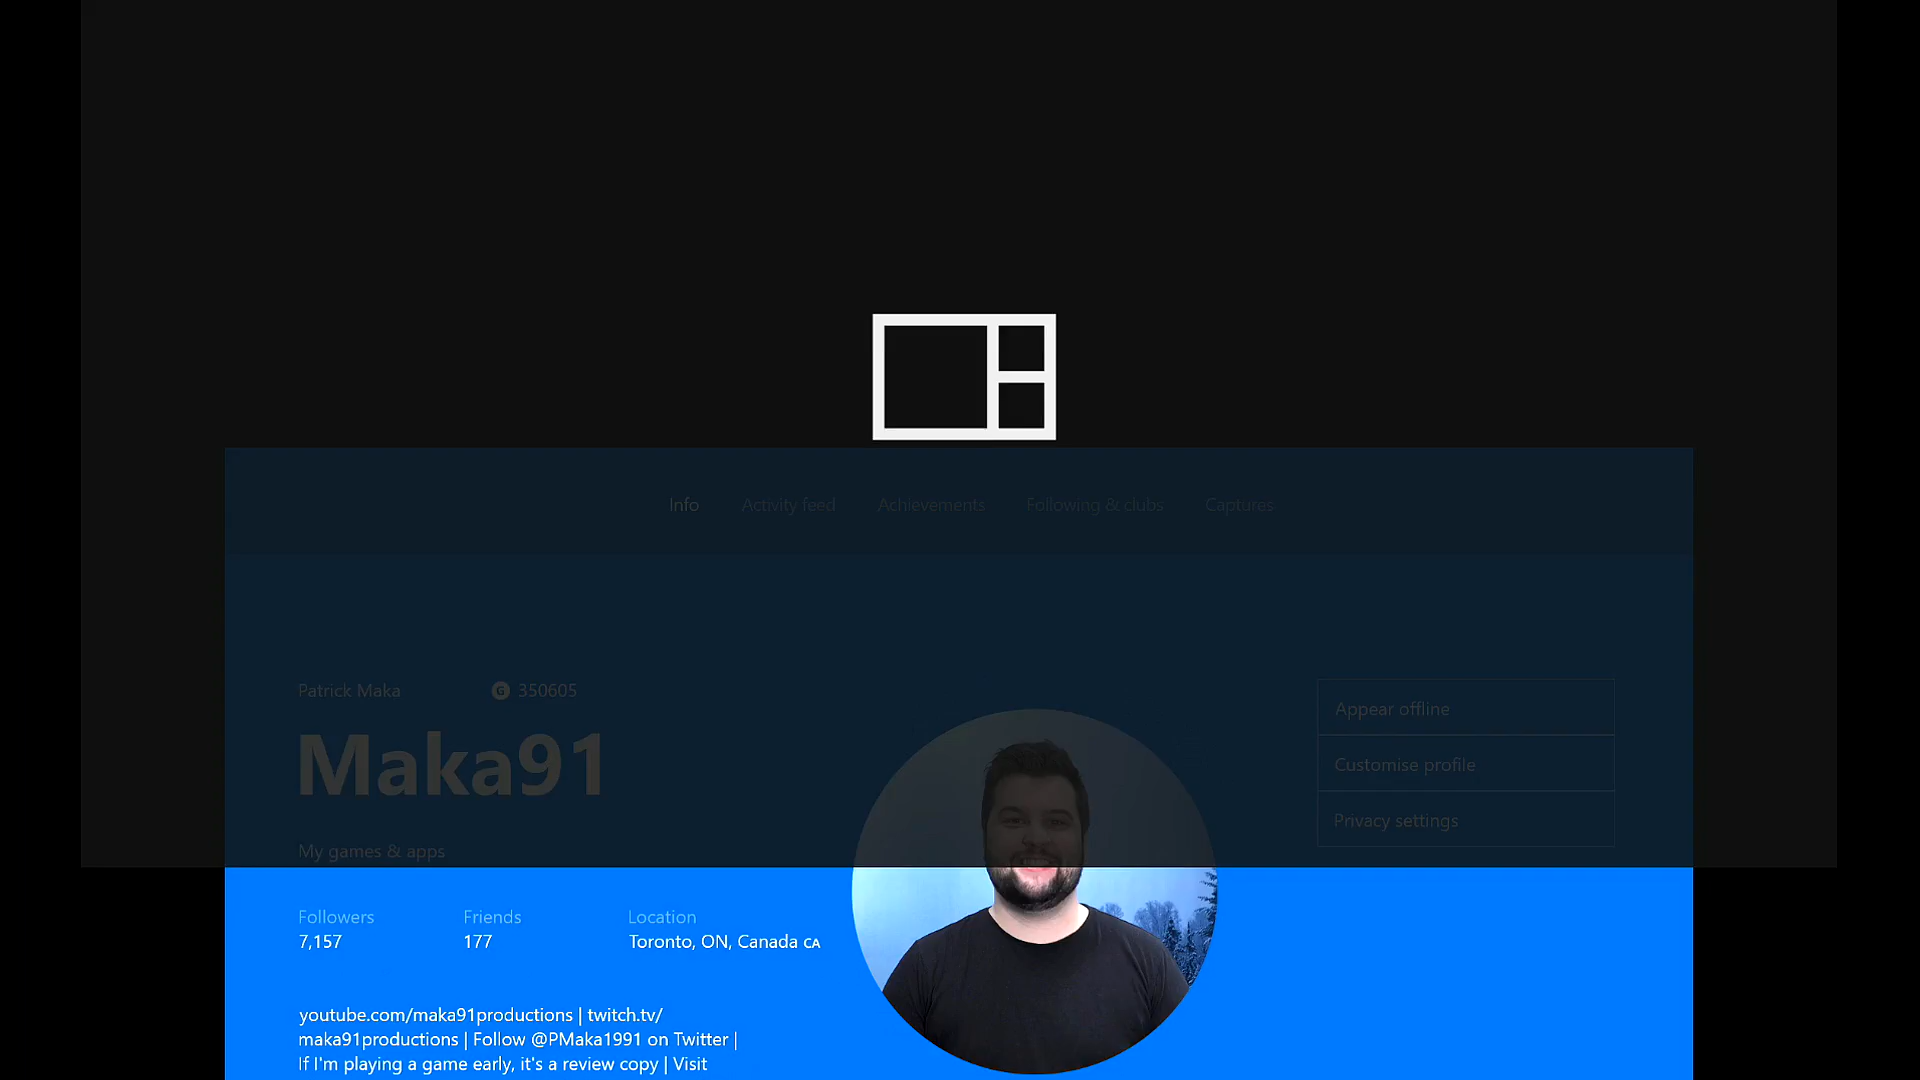 Info Activity feed Achievements Following & clubs Captures
Patrick Maka G 350605
Maka91
Appear offline
Customise profile
Privacy settings
My games & apps
Followers Friends Location
7,157 177 Toronto, ON, Canada CA
youtube.com/maka91productions | twitch.tv/
maka91productions | Follow @PMaka1991 on Twitter |
If I'm playing a game early, it's a review copy | Visit